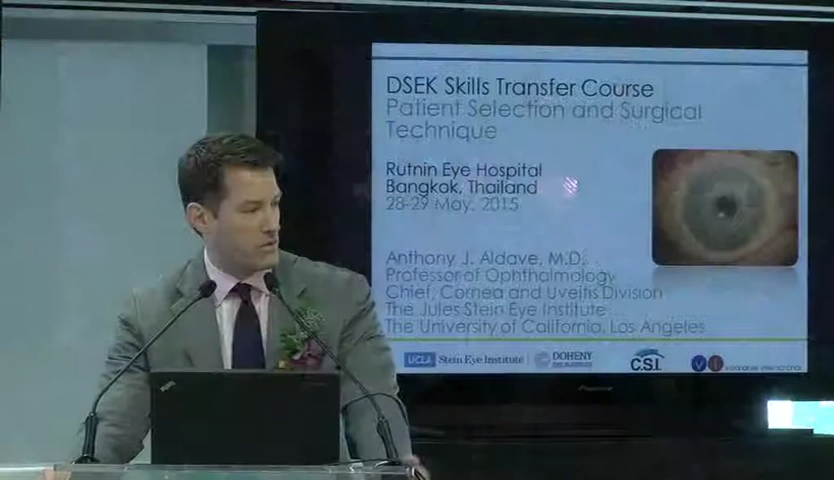 DSEK Skills Transfer Course
Patient Selection and Surgical
Technique
Rutnin Eye Hospital
Bangkok, Thailand
28-29 May, 2015
Anthony J. Aldave, M.D.
Professor of Ophthalmology
Chief, Cornea and Uveitis Division
The Jules Stein Eye Institute
The University of California, Los Angeles
UCLA Stein Eye Institute DOHENY C.S.I. V I